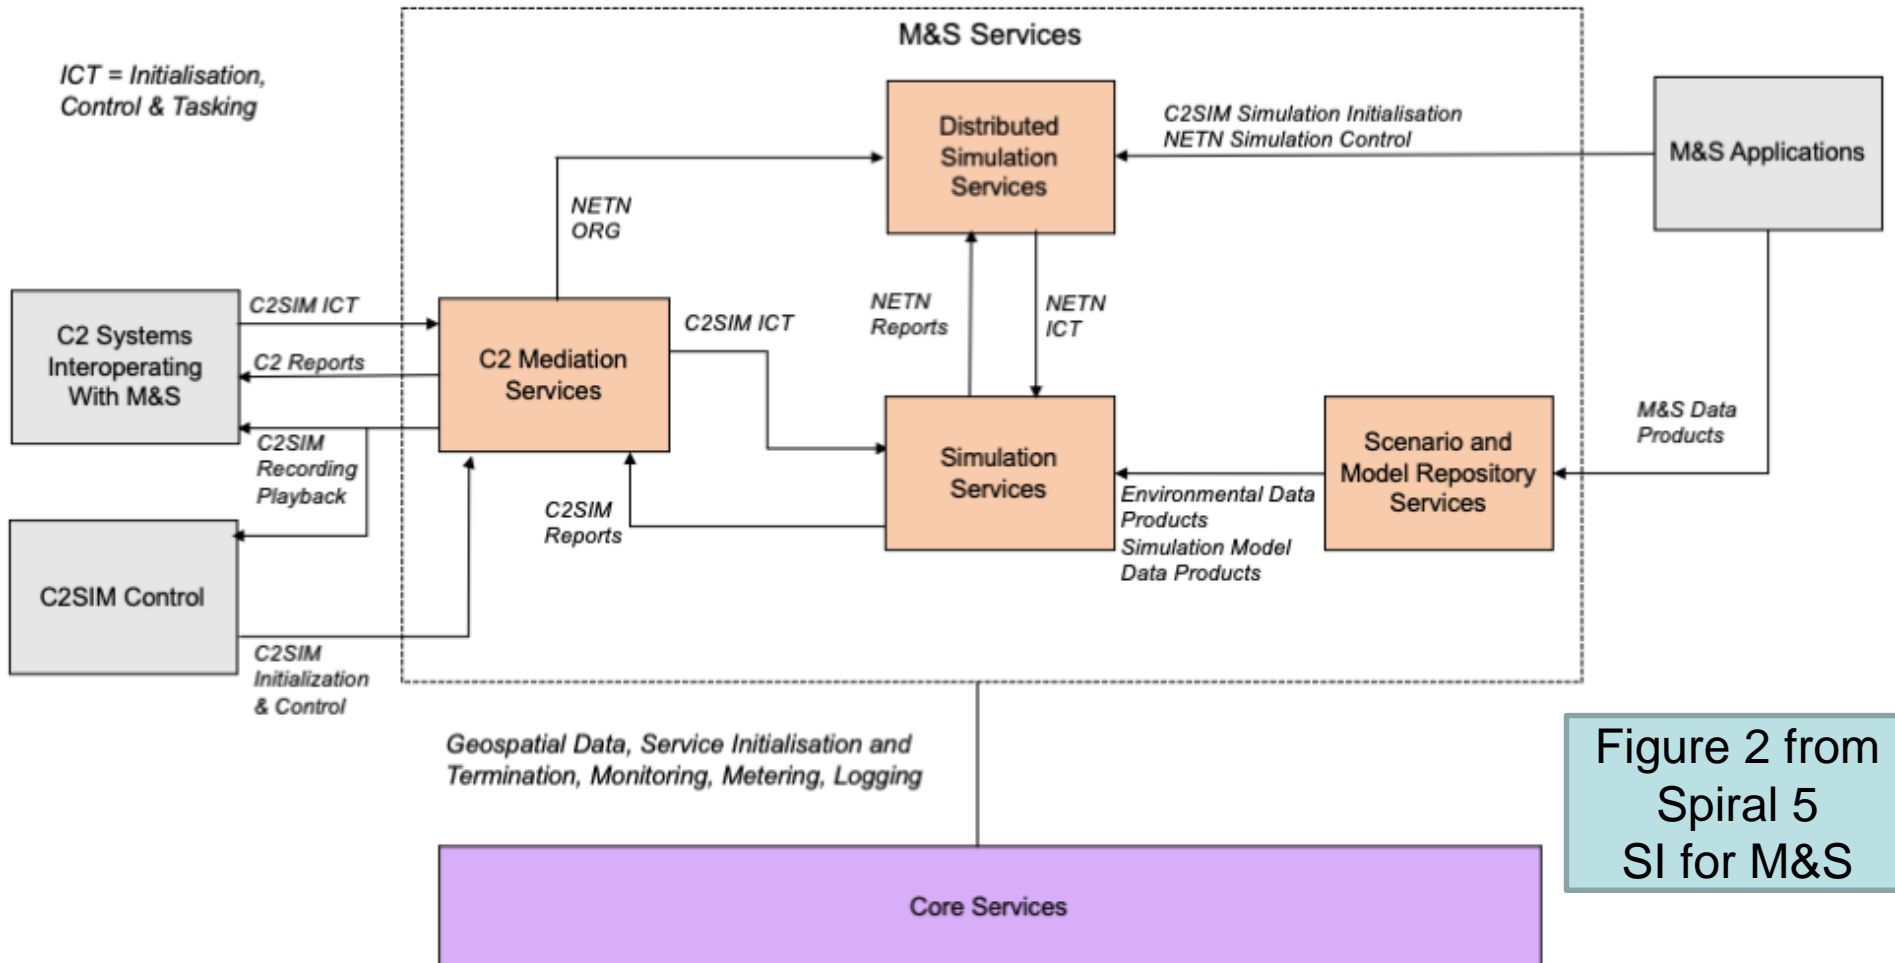 M&S Services
ICT = Initialisation,
Control & Tasking
Distributed
Simulation
Services
C2SIM Simulation Initialisation
NETN Simulation Control
M&S Applications
NETN
ORG
C2 Systems
Interoperating
With M&S
C2SIM ICT
C2 Reports
C2SIM
Recording
Playback
C2 Mediation
Services
C2SIM ICT
NETN
Reports
NETN
ICT
Simulation
Services
C2SIM
Reports
Environmental Data
Products
Simulation Model
Data Products
Scenario and
Model Repository
Services
M&S Data
Products
C2SIM Control
C2SIM
Initialization
& Control
Geospatial Data, Service Initialisation and
Termination, Monitoring, Metering, Logging
Figure 2 from
Spiral 5
SI for M&S
Core Services